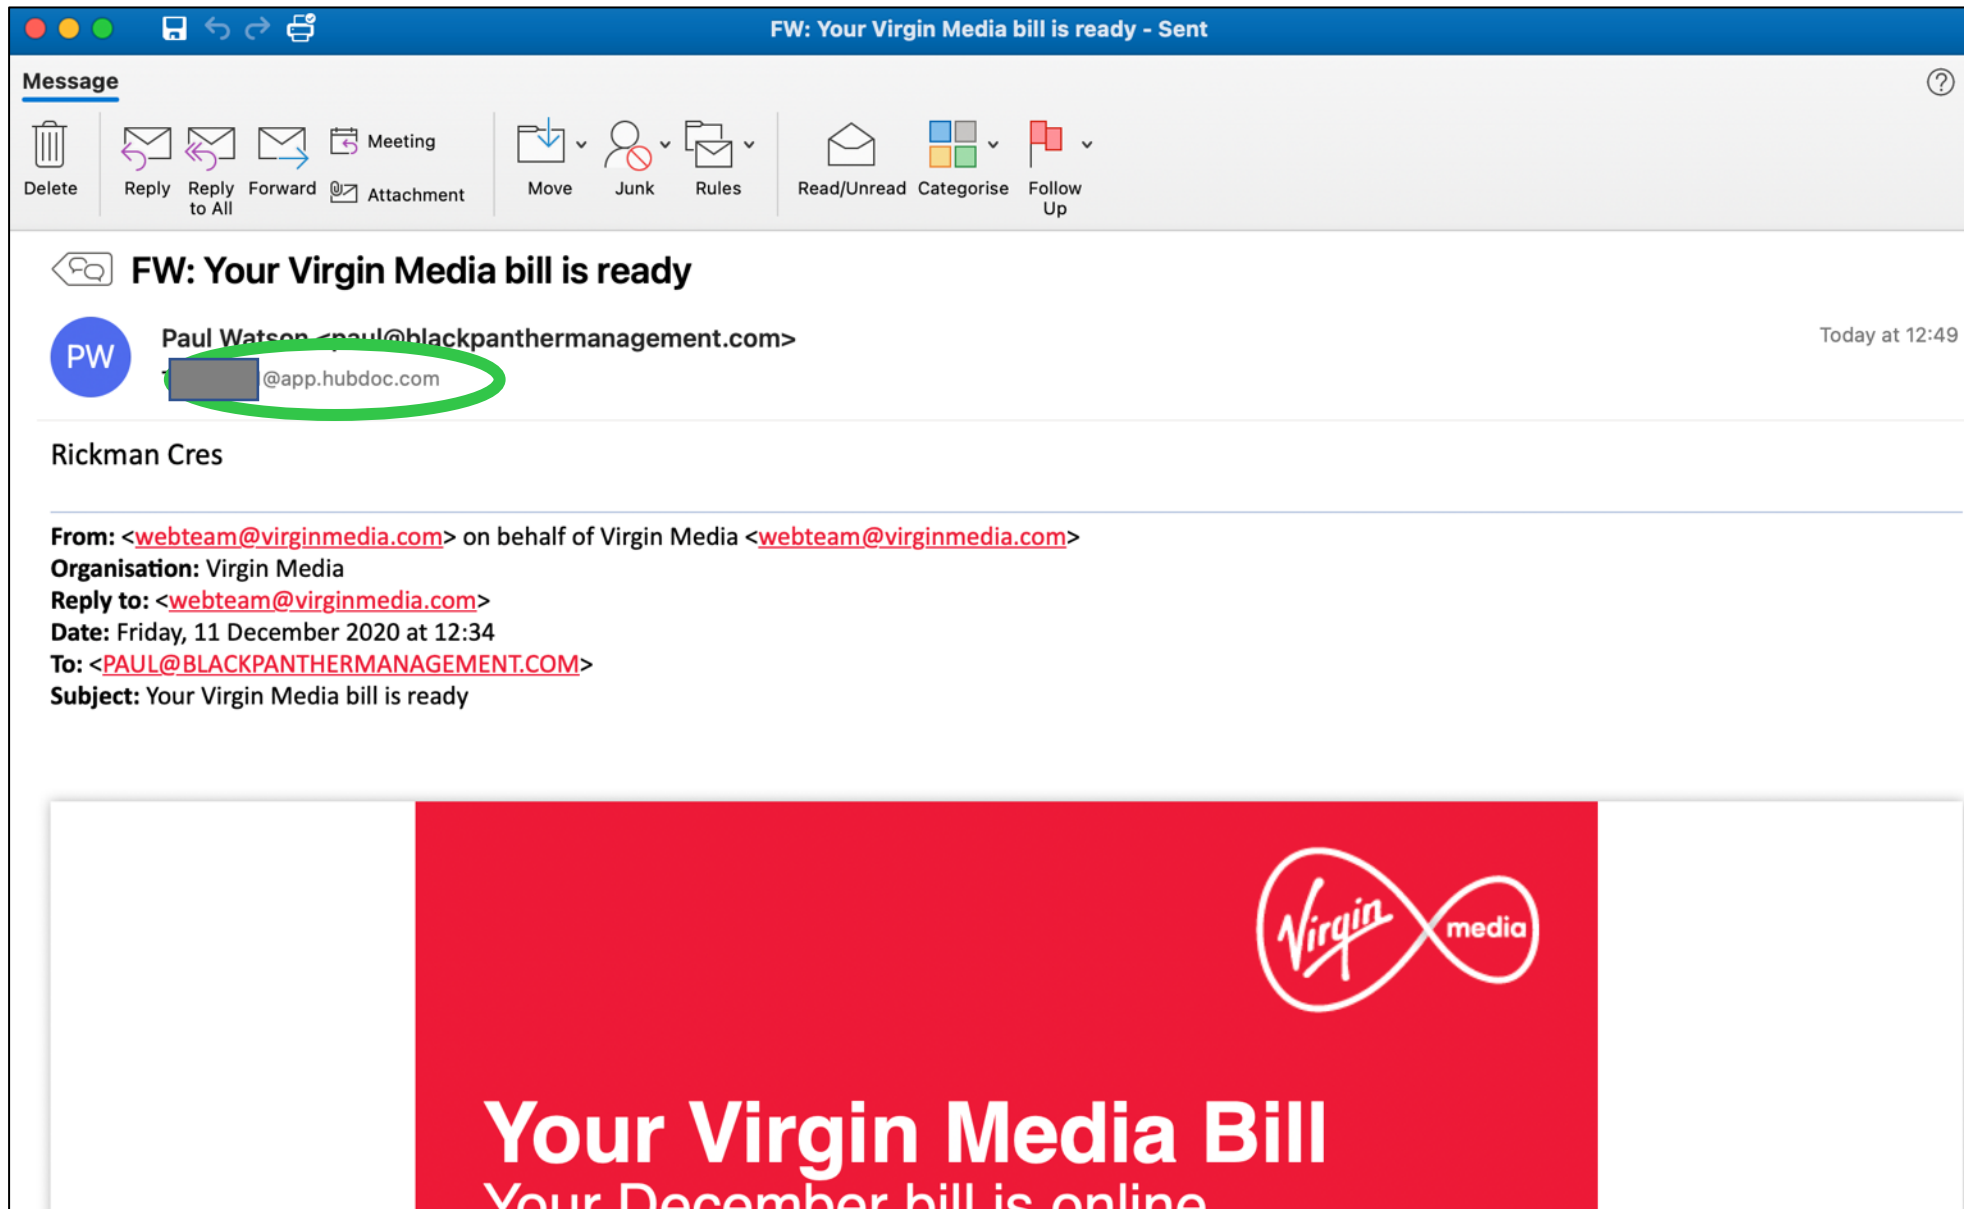 FW: Your Virgin Media bill is ready - Sent
Message
Delete
Reply
Reply to All
Forward
Meeting
Attachment
Move
Junk
Rules
Read/Unread
Categorise
Follow Up
FW: Your Virgin Media bill is ready
PW
Paul Watson <paul@blackpanthermanagement.com>
Today at 12:49
@app.hubdoc.com
Rickman Cres
From: <webteam@virginmedia.com> on behalf of Virgin Media <webteam@virginmedia.com>
Organisation: Virgin Media
Reply to: <webteam@virginmedia.com>
Date: Friday, 11 December 2020 at 12:34
To: <PAUL@BLACKPANTHERMANAGEMENT.COM>
Subject: Your Virgin Media bill is ready
Virgin media
Your Virgin Media Bill
Your December bill is online